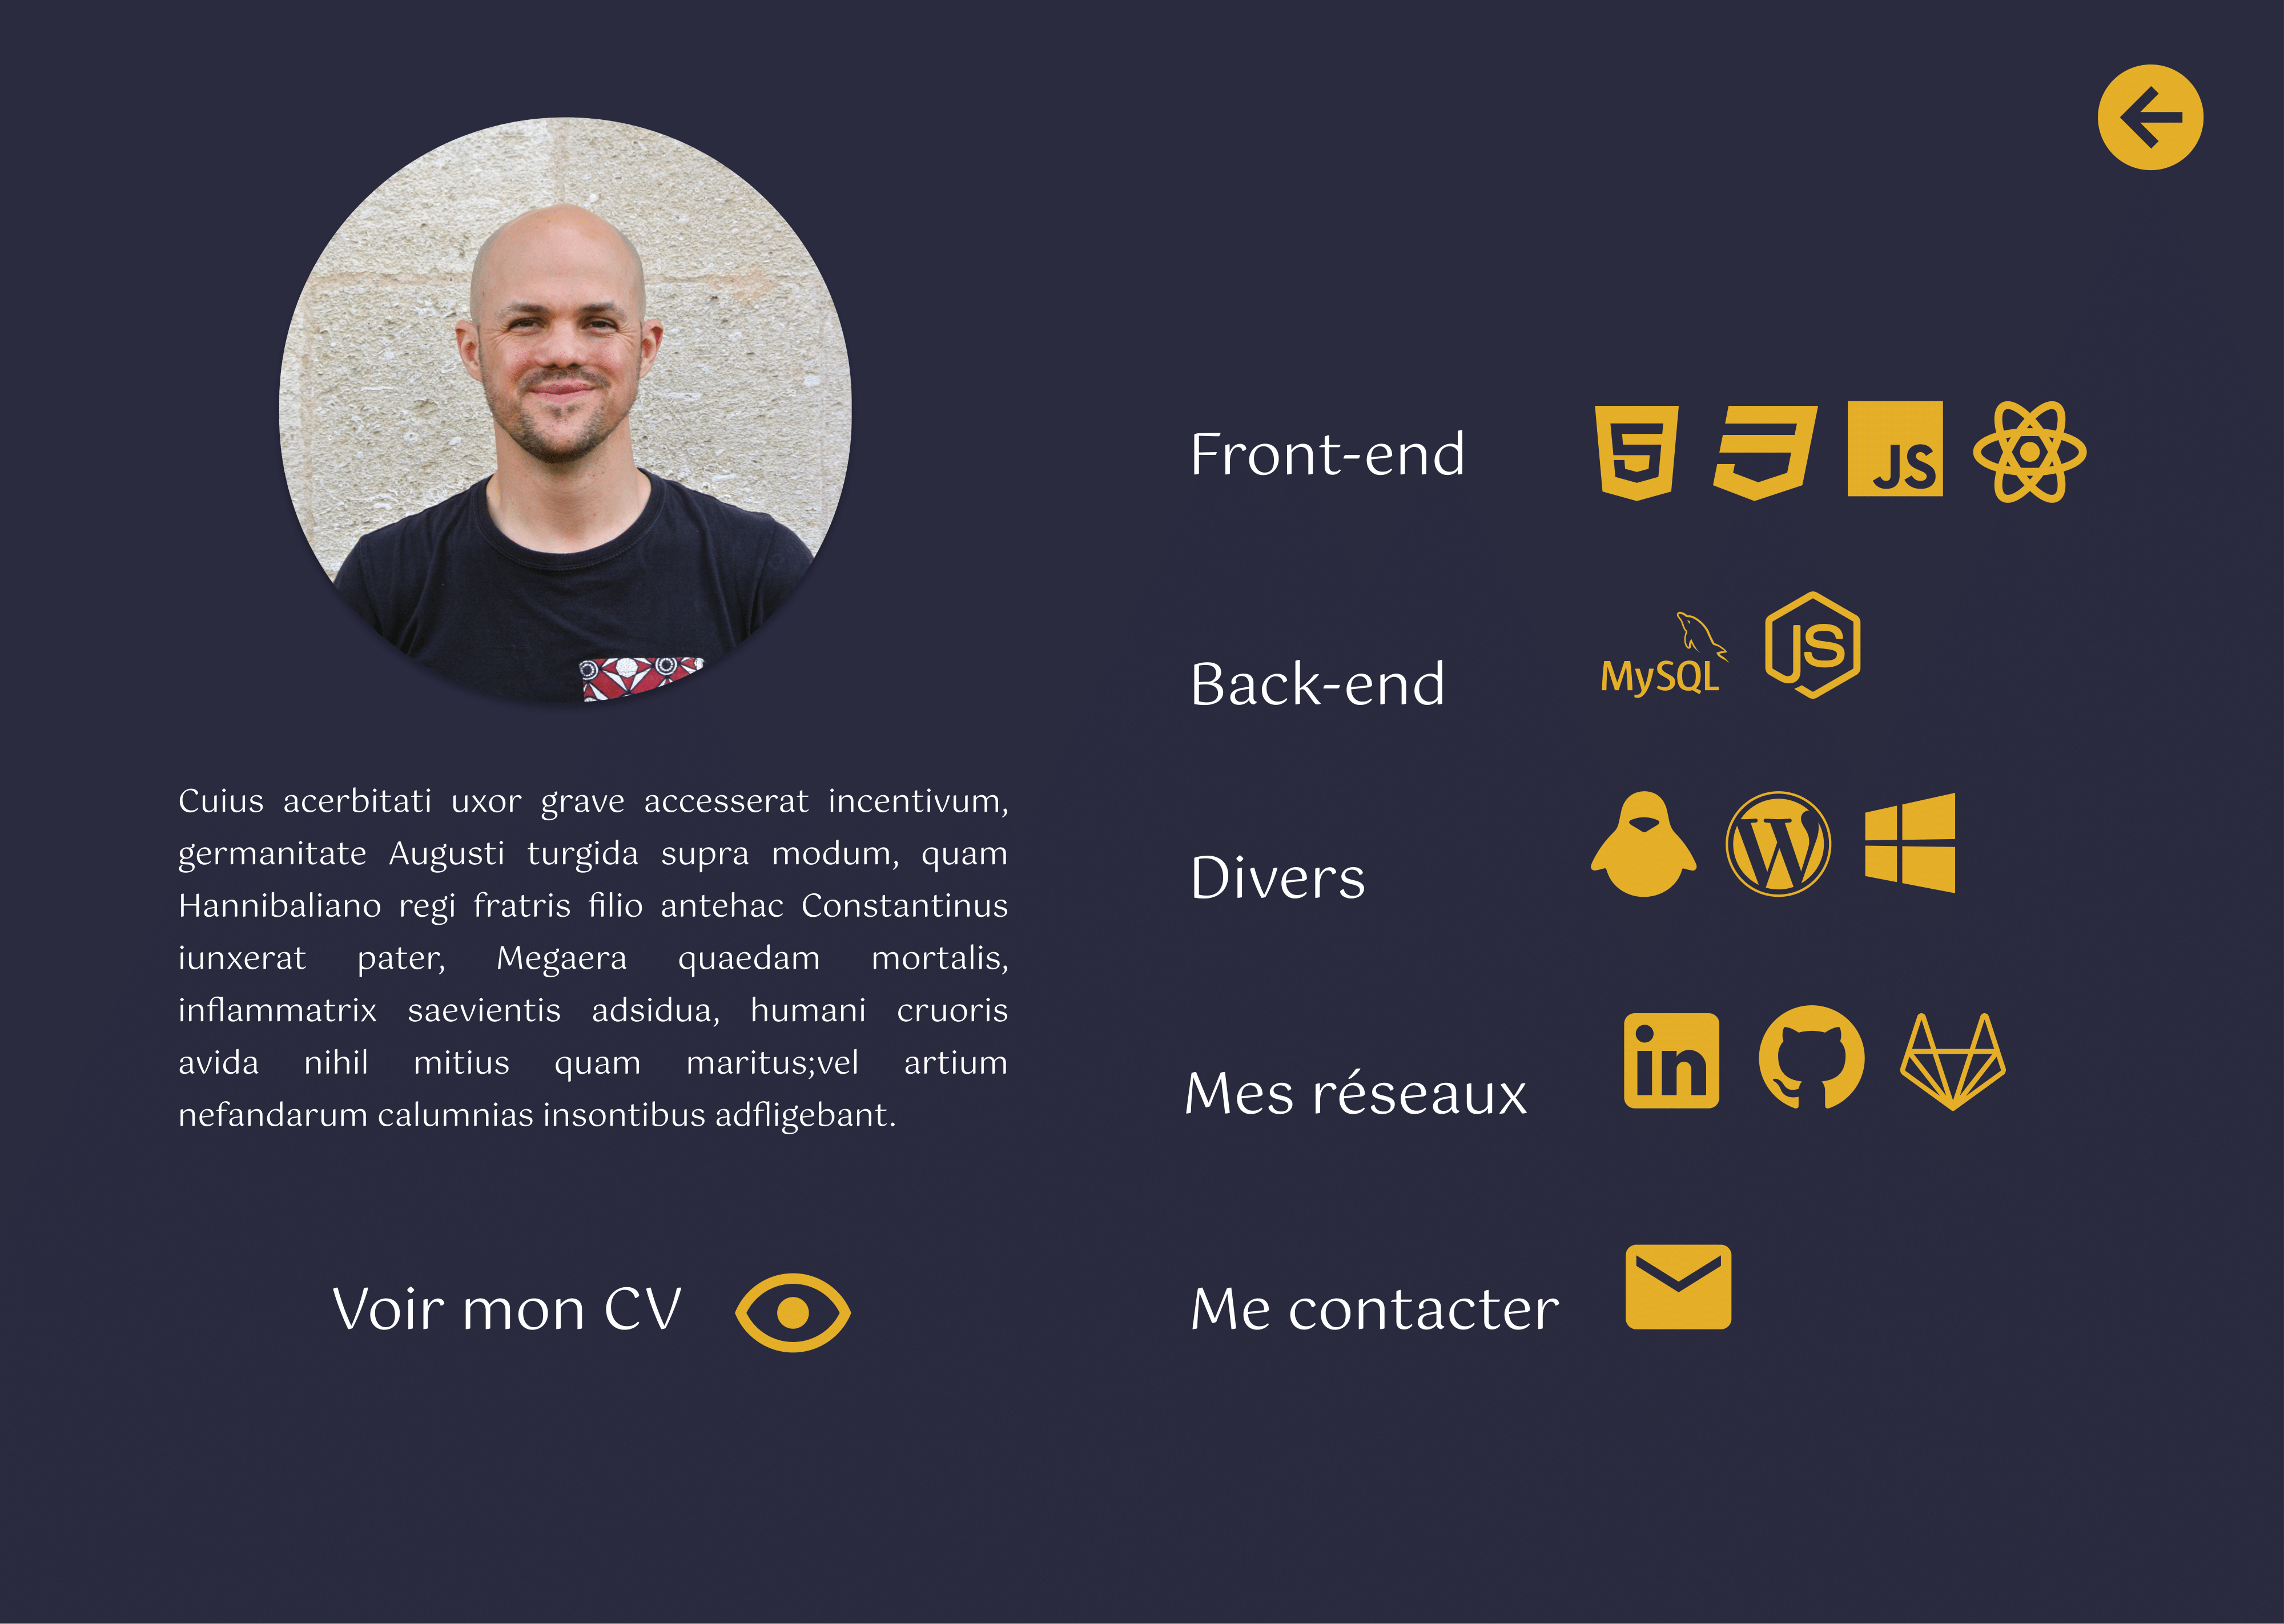 Cuius acerbitati uxor grave accesserat incentivum,
germanitate Augusti turgida supra modum, quam
Hannibaliano regi fratris filio antehac Constantinus
iunxerat pater, Megaera quaedam mortalis,
inflammatrix saevientis adsidua, humani cruoris
avida nihil mitius quam maritus;vel artium
nefandarum calumnias insontibus adfligebant.
Voir mon CV
Front-end
5
JS
Back-end
MySQL
JS
Divers
W
Mes réseaux
in
Me contacter